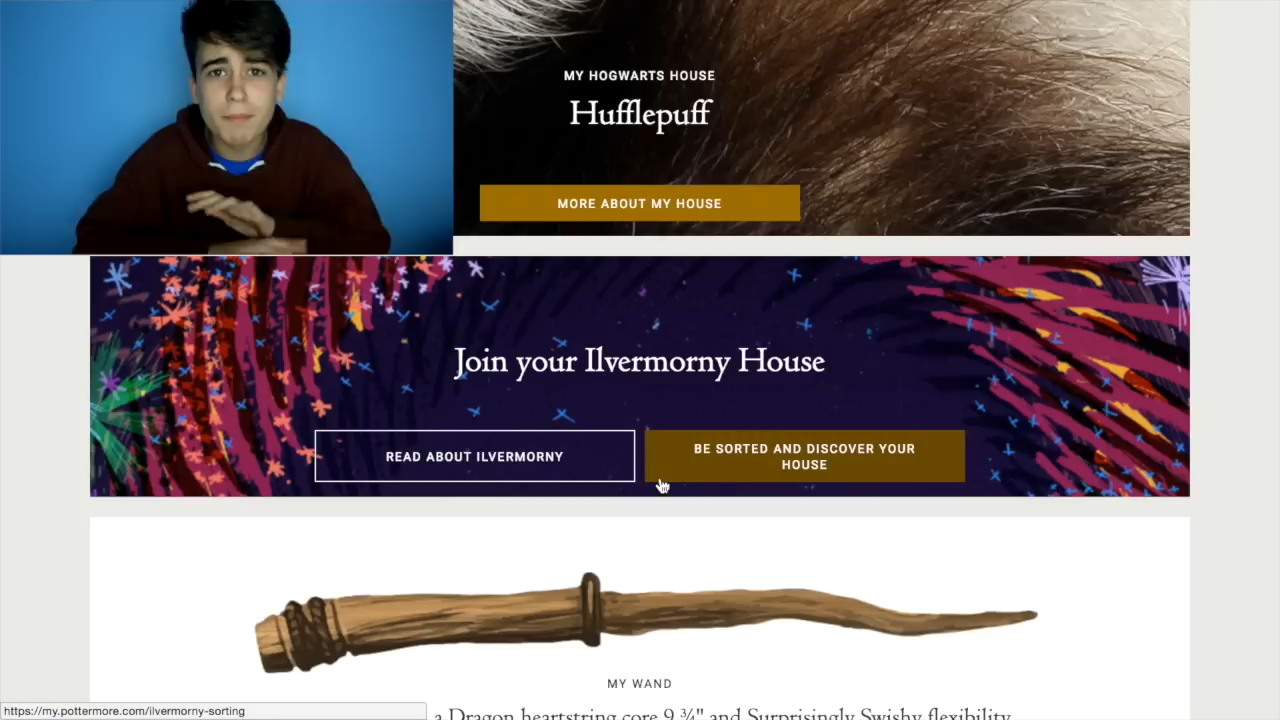 MY HOGWARTS HOUSE
Hufflepuff
MORE ABOUT MY HOUSE
Join your Ilvermorny House
READ ABOUT ILVERMORNY
BE SORTED AND DISCOVER YOUR
HOUSE
MY WAND
a Dragon heartstring core 9 ¾" and Surprisingly Swishy flexibility
https://my.pottermore.com/ilvermorny-sorting